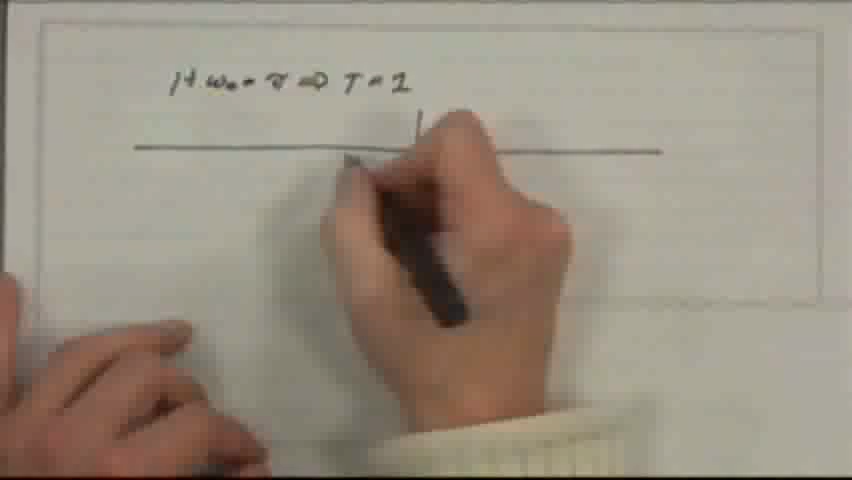 If ω₀ = π ⇒ T = 2